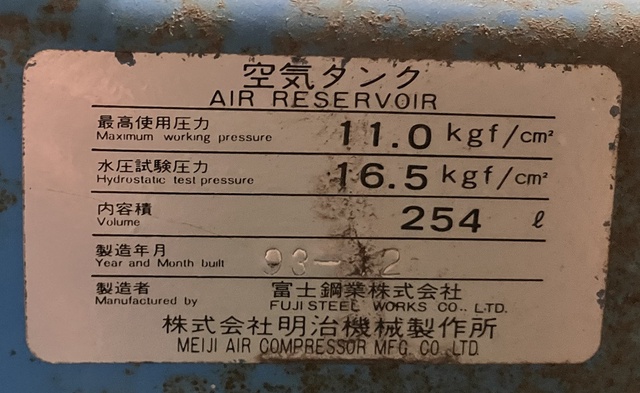 空気タンク
AIR RESERVOIR
最高使用圧力 11.0 kgf/cm²
Maximum working pressure
水圧試験圧力 16.5 kgf/cm²
Hydrostatic test pressure
内容積 254 ℓ
Volume
製造年月
Year and Month built 93-12
製造者 富士鋼業株式会社
Manufactured by FUJI STEEL WORKS CO., LTD.
株式会社明治機械製作所
MEIJI AIR COMPRESSOR MFG. CO. LTD.